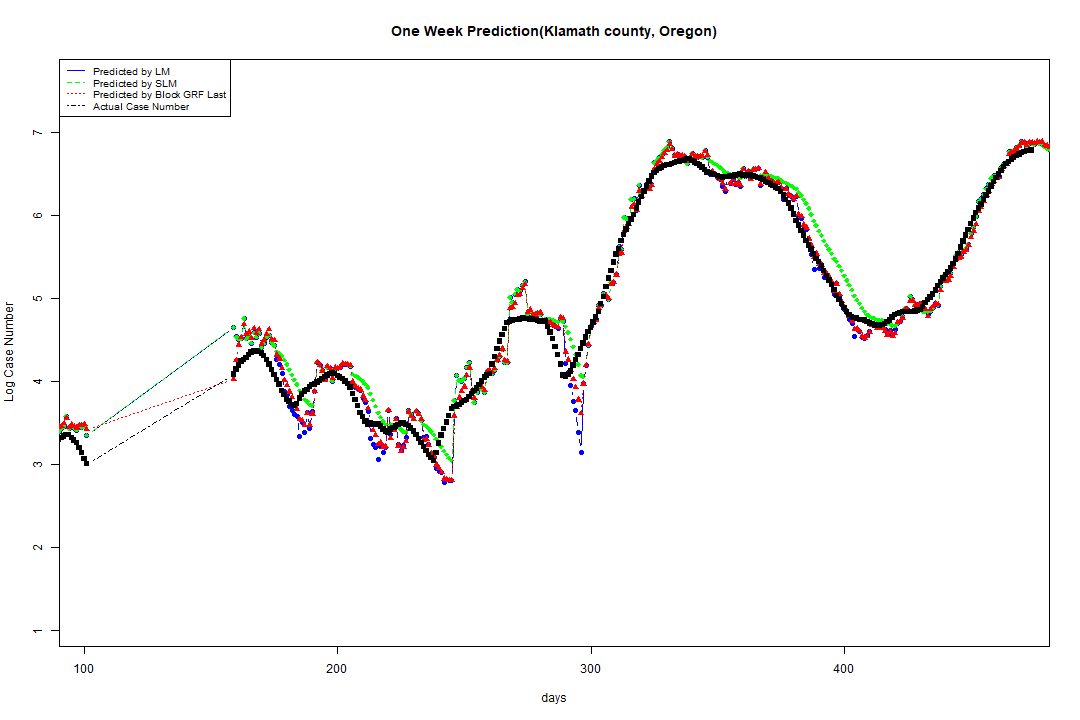 One Week Prediction(Klamath county, Oregon)
Predicted by LM
Predicted by SLM
Predicted by Block GRF Last
Actual Case Number
7
6
5
4
3
2
1
Log Case Number
100 200 300 400
days